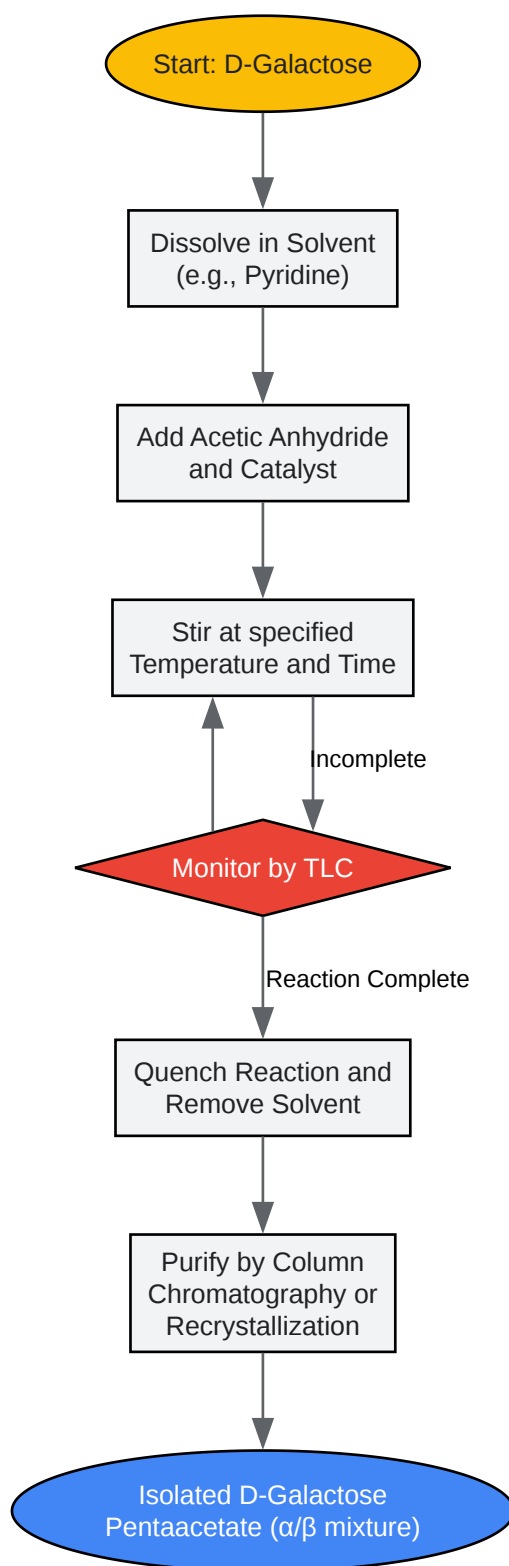 Start: D-Galactose
Dissolve in Solvent
(e.g., Pyridine)
Add Acetic Anhydride
and Catalyst
Stir at specified
Temperature and Time
Incomplete
Monitor by TLC
Reaction Complete
Quench Reaction and
Remove Solvent
Purify by Column
Chromatography or
Recrystallization
Isolated D-Galactose
Pentaacetate (α/β mixture)